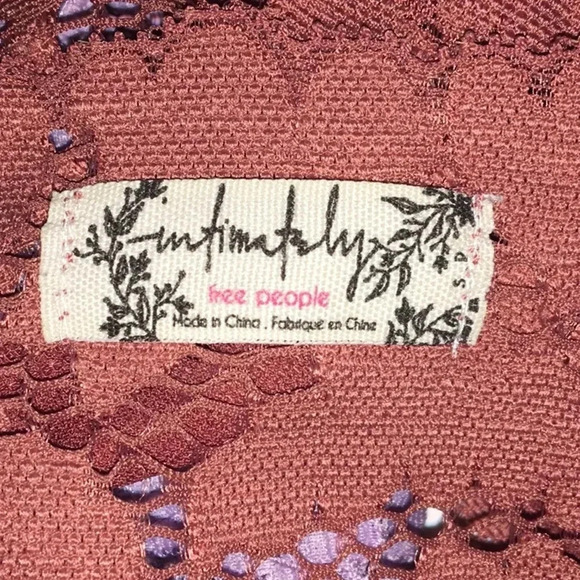 intimately
free people
Made in China . Fabriqué en Chine